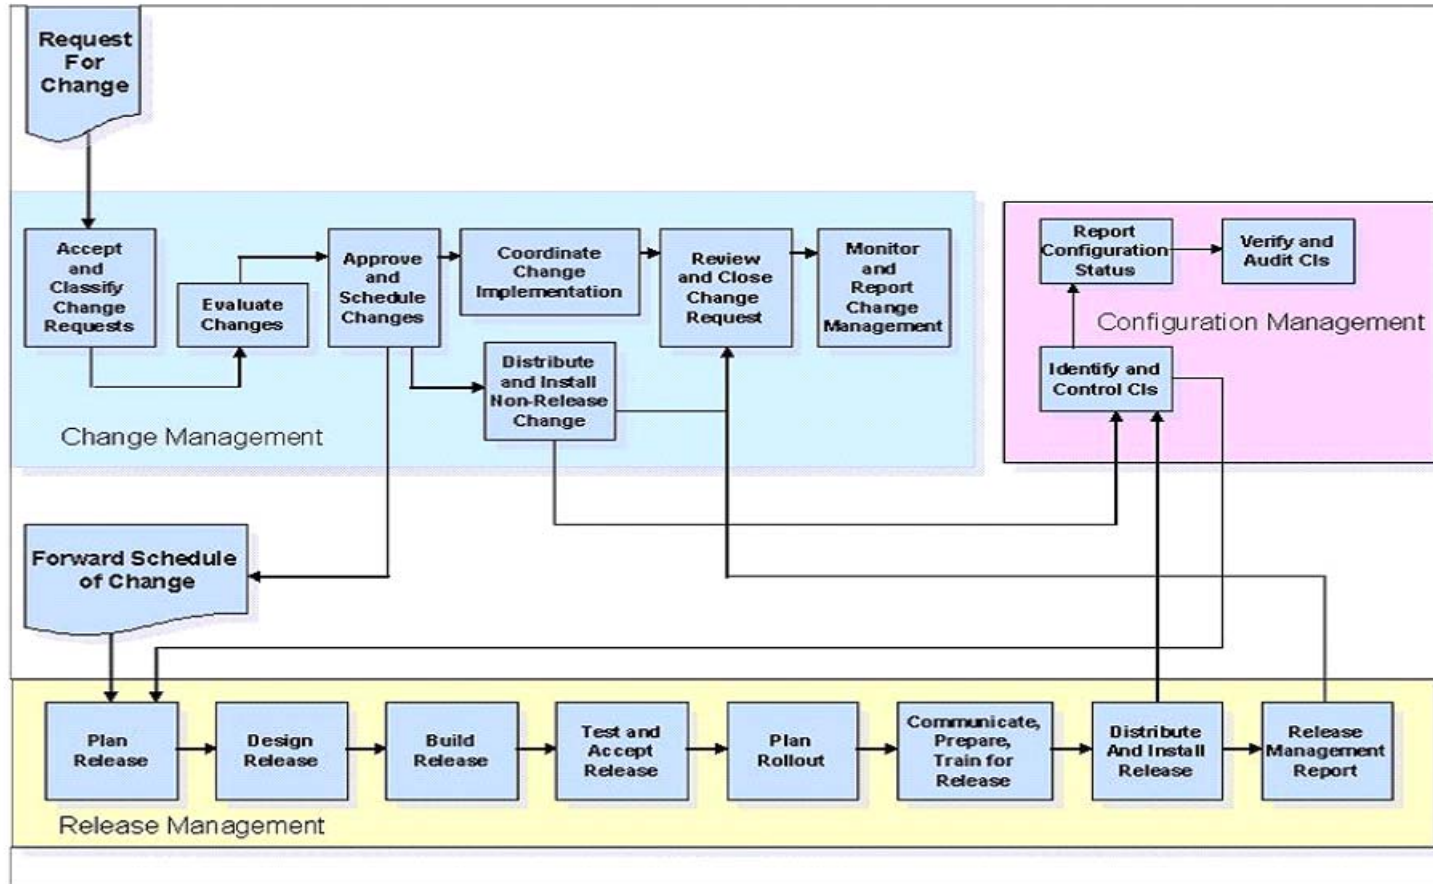 Request
For
Change
Accept
and
Classify
Change
Requests
Evaluate
Changes
Approve
and
Schedule
Changes
Coordinate
Change
Implementation
Review
and Close
Change
Request
Monitor
and
Report
Change
Management
Distribute
and Install
Non-Release
Change
Change Management
Report
Configuration
Status
Verify and
Audit CIs
Configuration Management
Identify and
Control CIs
Forward Schedule
of Change
Plan
Release
Design
Release
Build
Release
Test and
Accept
Release
Plan
Rollout
Communicate,
Prepare,
Train for
Release
Distribute
And Install
Release
Release
Management
Report
Release Management